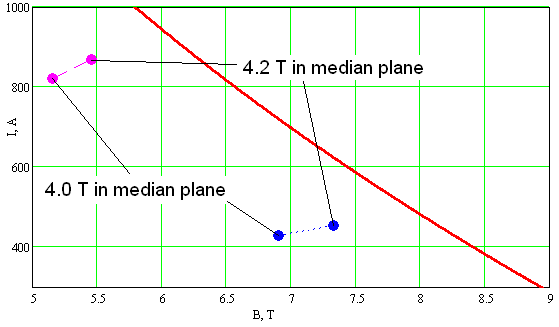 1000
800
600
400
I, A
4.2 T in median plane
4.0 T in median plane
5 5.5 6 6.5 7 7.5 8 8.5 9
B, T